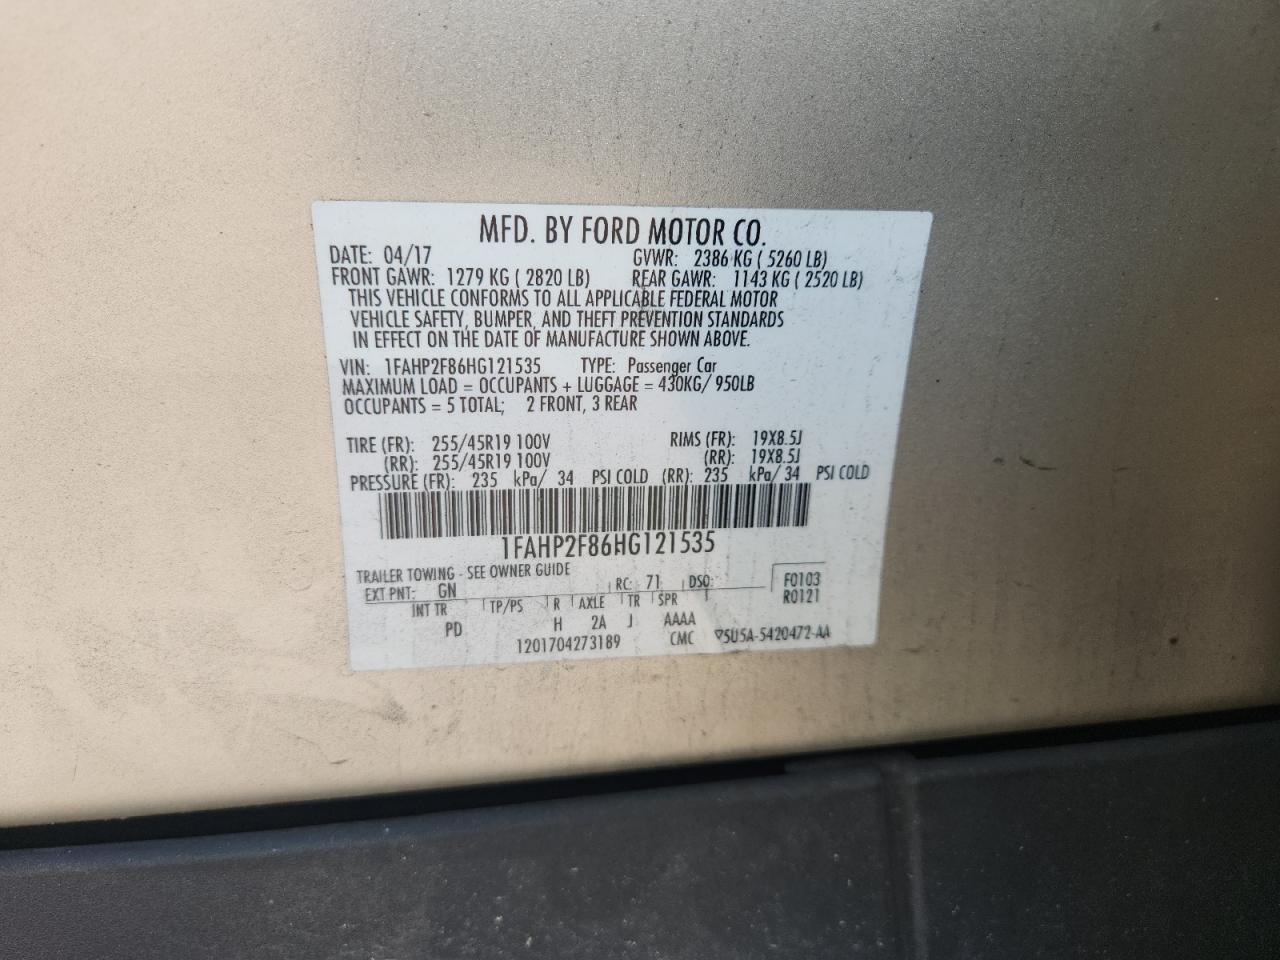 MFD. BY FORD MOTOR CO.
DATE: 04/17 GVWR: 2386 KG ( 5260 LB)
FRONT GAWR: 1279 KG ( 2820 LB) REAR GAWR: 1143 KG ( 2520 LB)
THIS VEHICLE CONFORMS TO ALL APPLICABLE FEDERAL MOTOR
VEHICLE SAFETY, BUMPER, AND THEFT PREVENTION STANDARDS
IN EFFECT ON THE DATE OF MANUFACTURE SHOWN ABOVE.
VIN: 1FAHP2F86HG121535 TYPE: Passenger Car
MAXIMUM LOAD = OCCUPANTS + LUGGAGE = 430KG/ 950LB
OCCUPANTS = 5 TOTAL; 2 FRONT, 3 REAR
TIRE (FR): 255/45R19 100V RIMS (FR): 19X8.5J
(RR): 255/45R19 100V (RR): 19X8.5J
PRESSURE (FR): 235 kPa/ 34 PSI COLD (RR): 235 kPa/ 34 PSI COLD
1FAHP2F86HG121535
TRAILER TOWING - SEE OWNER GUIDE
EXT PNT: GN RC: 71 DSO: F0103
R0121
INT TR TP/PS R AXLE TR SPR
PD H 2A J AAAA
1201704273189 CMC 5U5A-5420472-AA